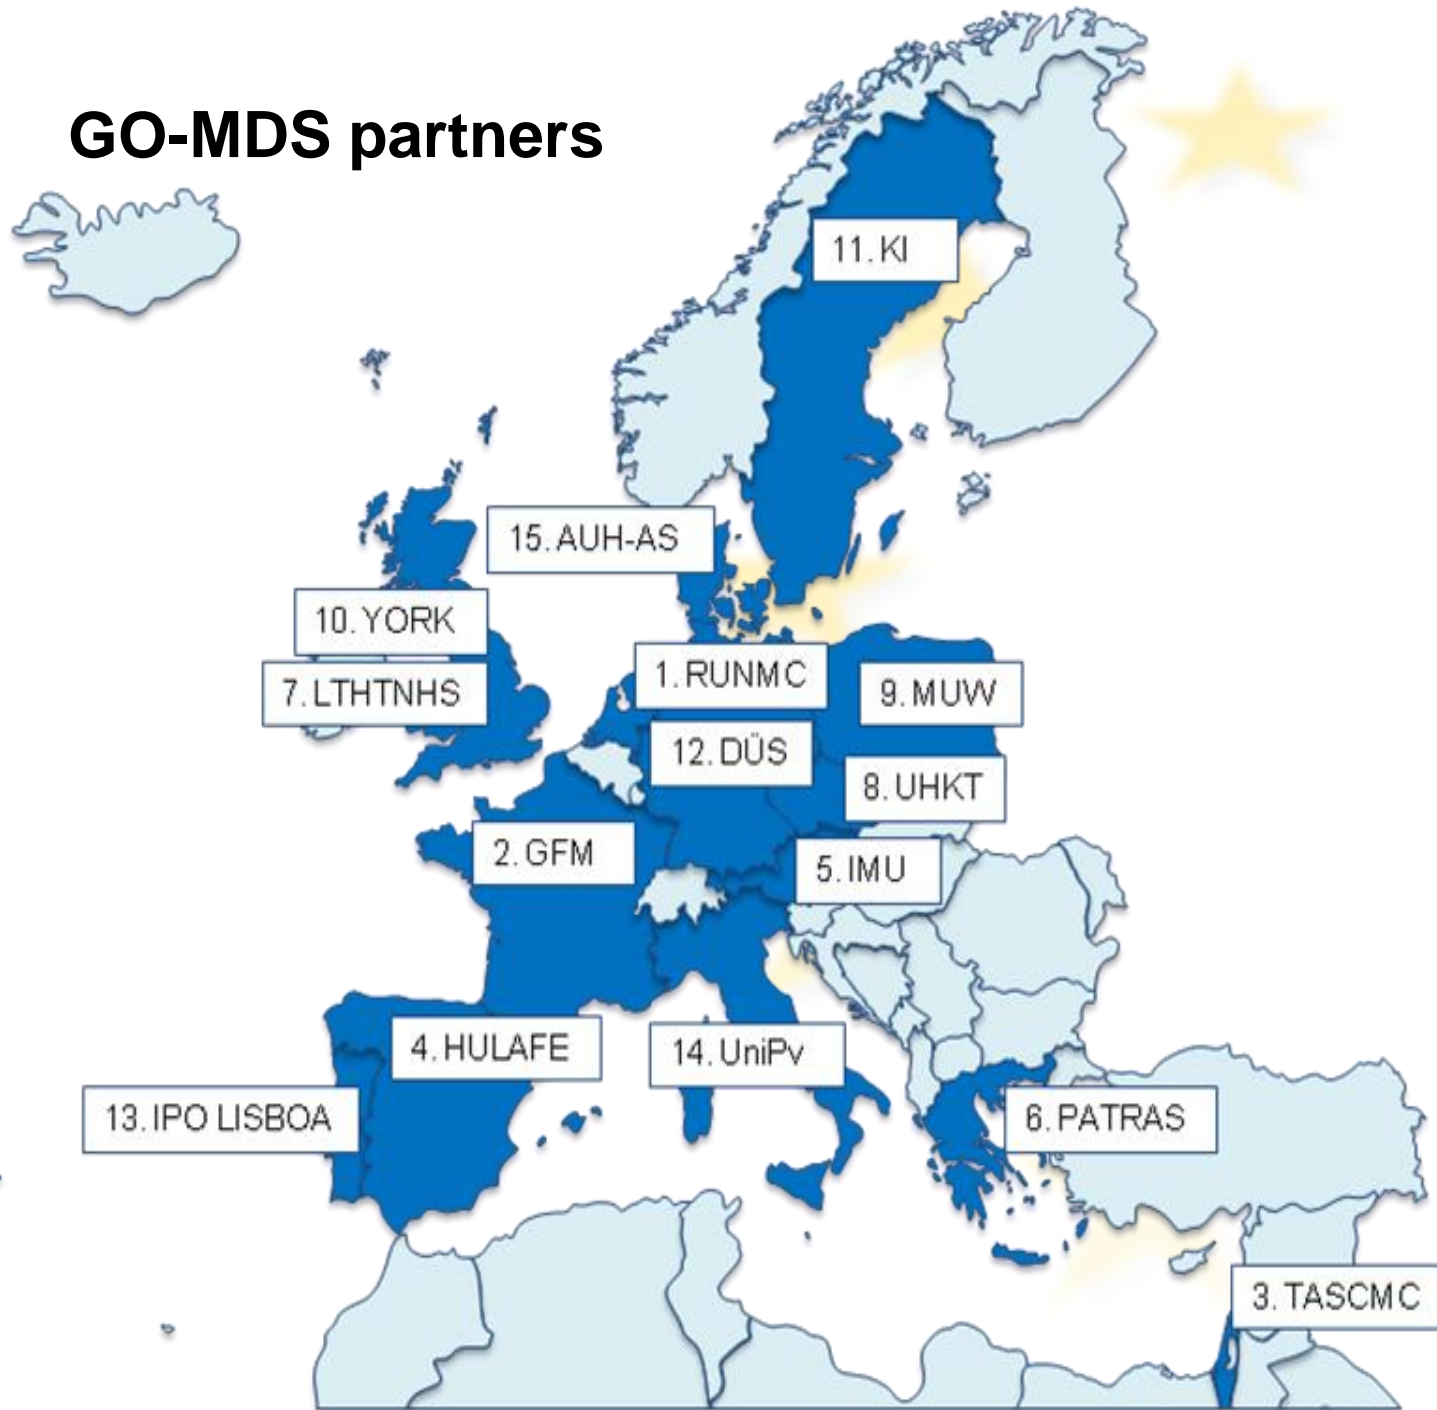 GO-MDS partners
11. KI
15. AUH-AS
10. YORK
1. RUNMC
7. LTHTNHS
9. MUW
12. DÜS
8. UHKT
2. GFM
5. IMU
4. HULAFE
14. UniPv
13. IPO LISBOA
6. PATRAS
3. TASCMC